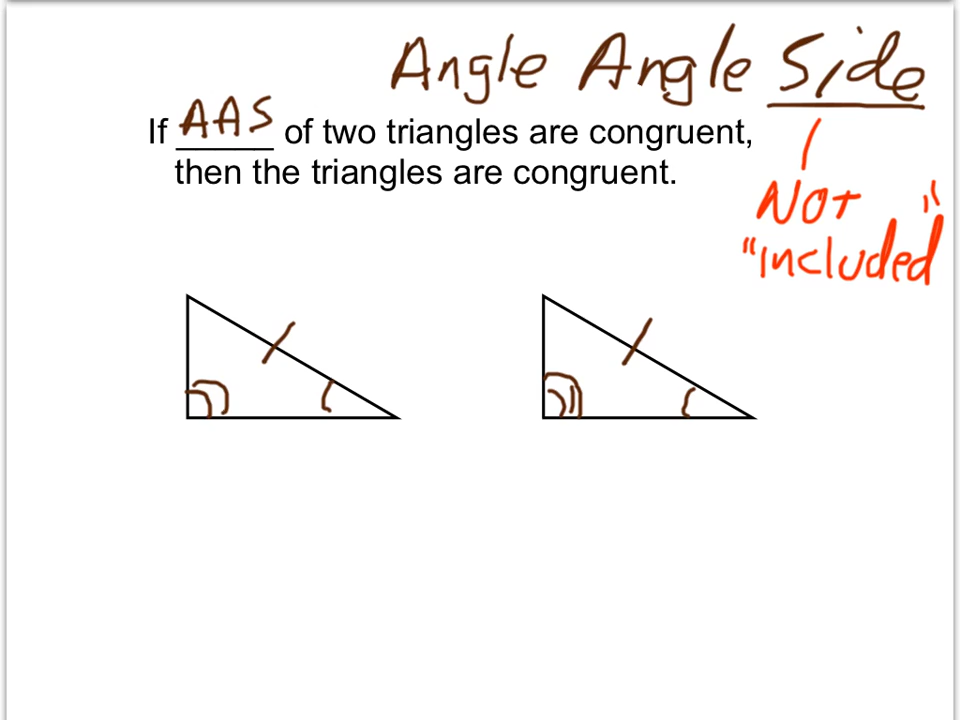 Angle Angle Side
If AAS of two triangles are congruent,
then the triangles are congruent.
NOT
"included"